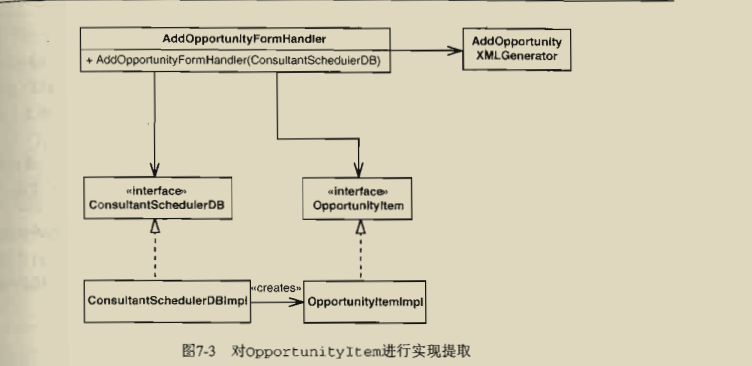 AddOpportunityFormHandler
+ AddOpportunityFormHandler(ConsultantSchedulerDB)
AddOpportunity
XMLGenerator
«interface»
ConsultantSchedulerDB
«interface»
OpportunityItem
ConsultantSchedulerDBImpl
«creates»
OpportunityItemImpl
图7-3 对OpportunityItem进行实现提取